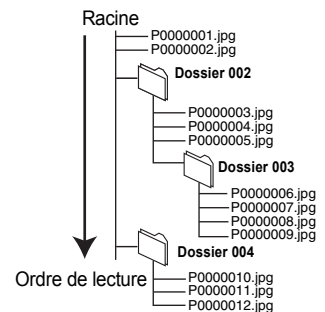 Racine
P0000001.jpg
P0000002.jpg
Dossier 002
P0000003.jpg
P0000004.jpg
P0000005.jpg
Dossier 003
P0000006.jpg
P0000007.jpg
P0000008.jpg
P0000009.jpg
Dossier 004
Ordre de lecture
P0000010.jpg
P0000011.jpg
P0000012.jpg